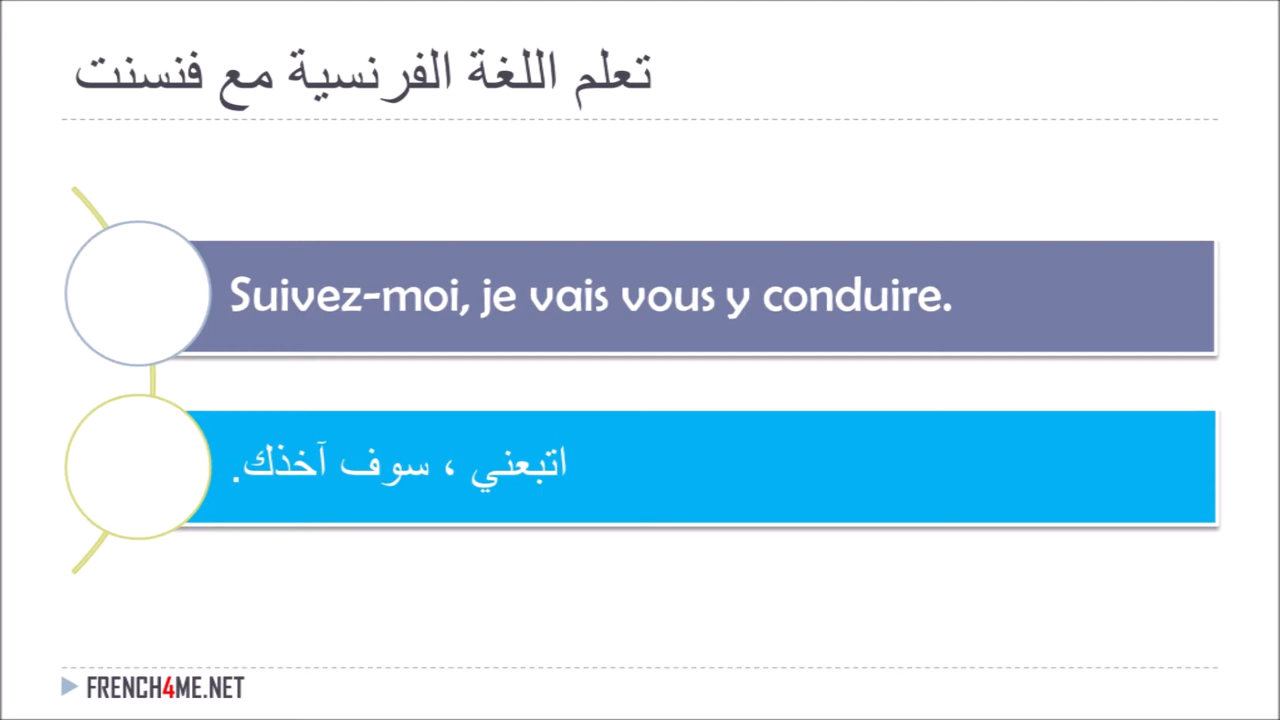 تعلم اللغة الفرنسية مع فنسنت
Suivez-moi, je vais vous y conduire.
اتبعني ، سوف آخذك.
FRENCH4ME.NET